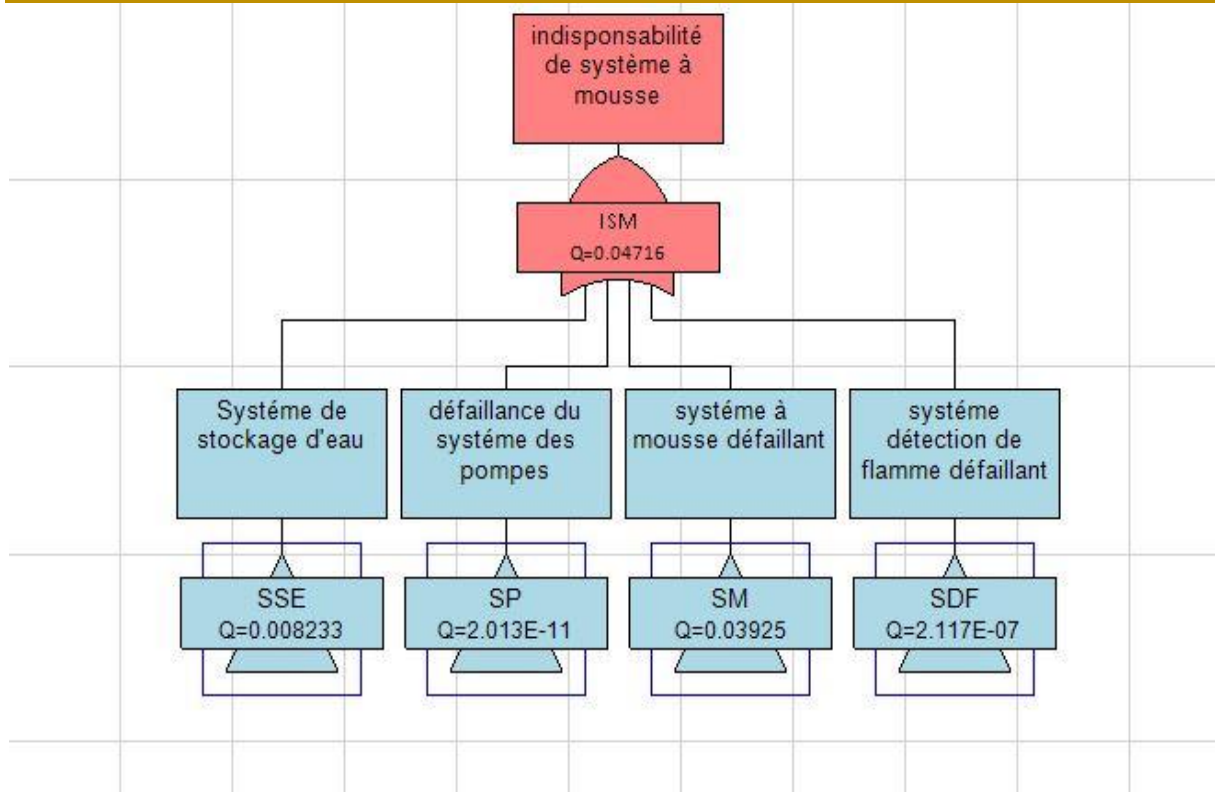 indisponsabilité
de système à
mousse
ISM
Q=0.04716
Systéme de
stockage d'eau
défaillance du
systéme des
pompes
systéme à
mousse défaillant
systéme
détection de
flamme défaillant
SSE
Q=0.008233
SP
Q=2.013E-11
SM
Q=0.03925
SDF
Q=2.117E-07